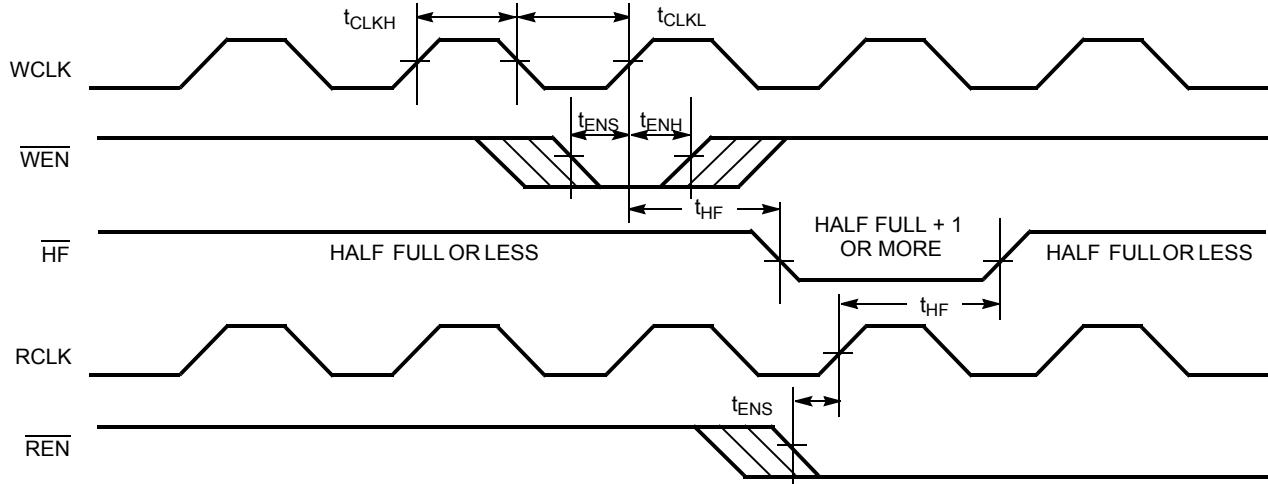 tCLKH
tCLKL
WCLK
tENS
tENH
WEN
tHF
HF
HALF FULL OR LESS
HALF FULL + 1
OR MORE
HALF FULL OR LESS
tHF
RCLK
tENS
REN